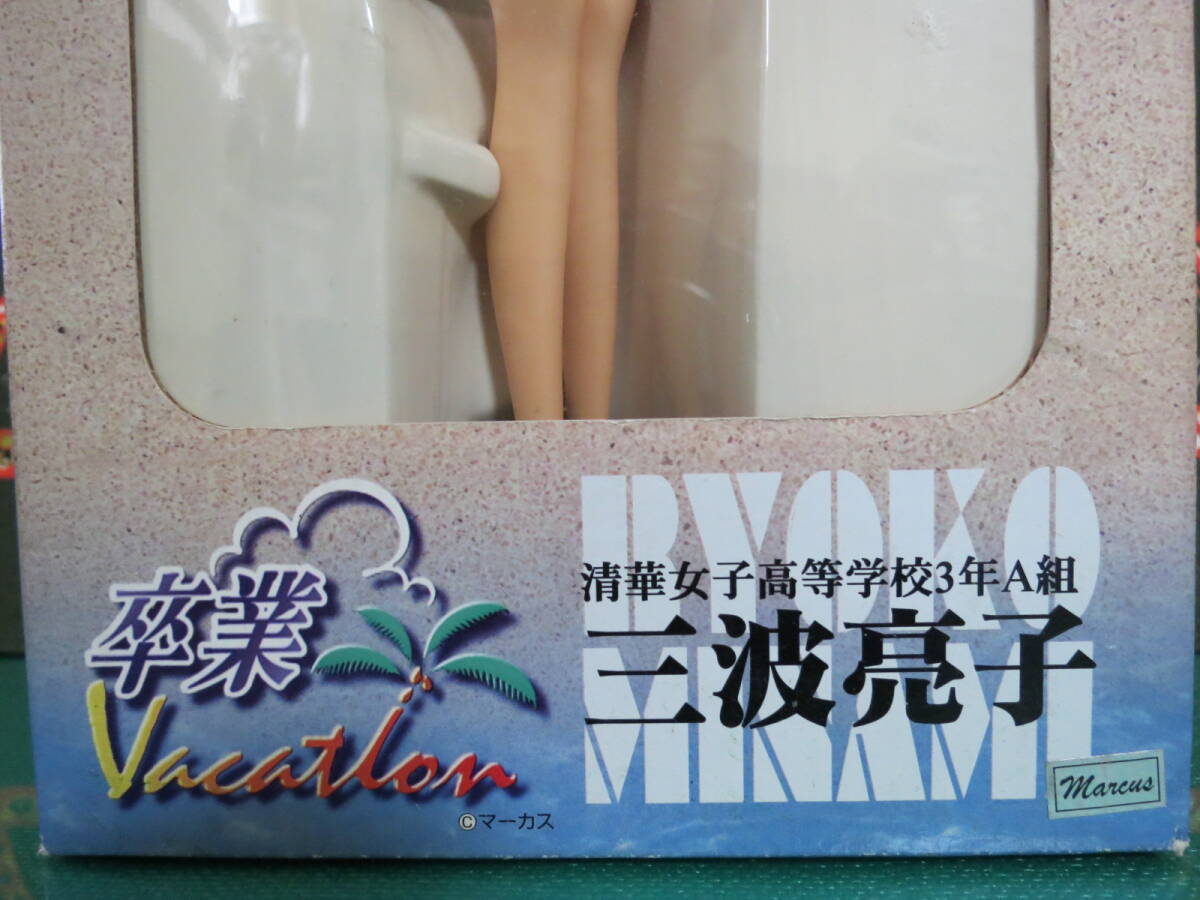 卒業
Vacation
©マーカス
RYOKO
清華女子高等学校3年A組
三波亮子
MINAMI
Marcus